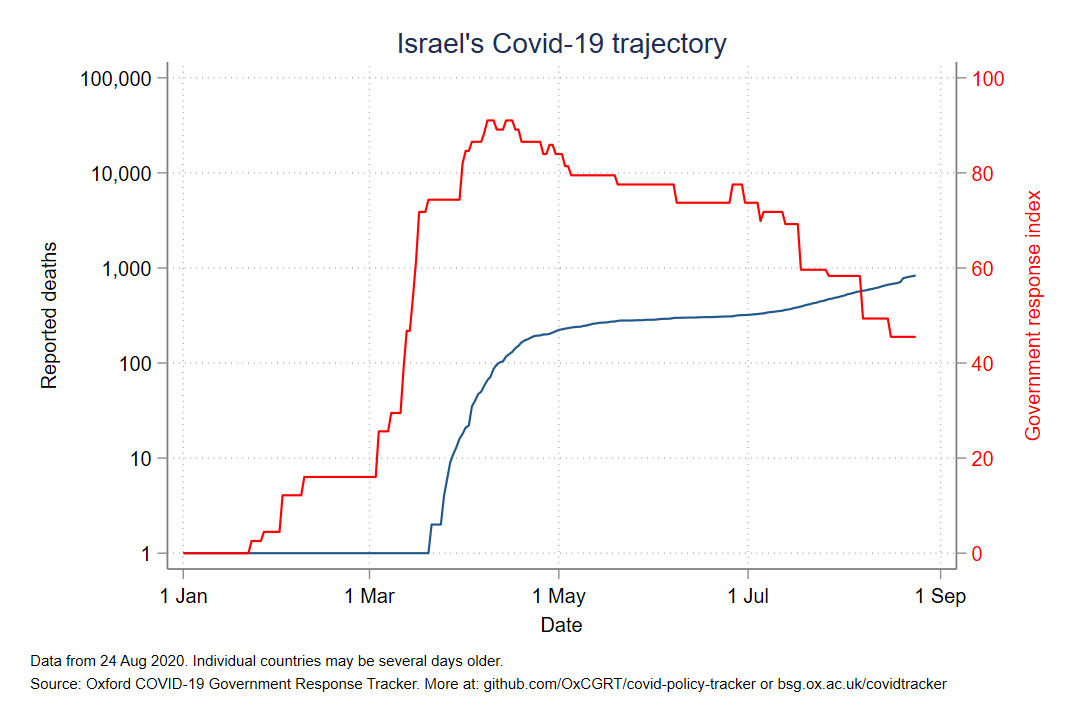 Israel's Covid-19 trajectory
100,000
10,000
1,000
100
10
1
Reported deaths
100
80
60
40
20
0
Government response index
1 Jan
1 Mar
1 May
1 Jul
1 Sep
Date
Data from 24 Aug 2020. Individual countries may be several days older.
Source: Oxford COVID-19 Government Response Tracker. More at: github.com/OxCGRT/covid-policy-tracker or bsg.ox.ac.uk/covidtracker